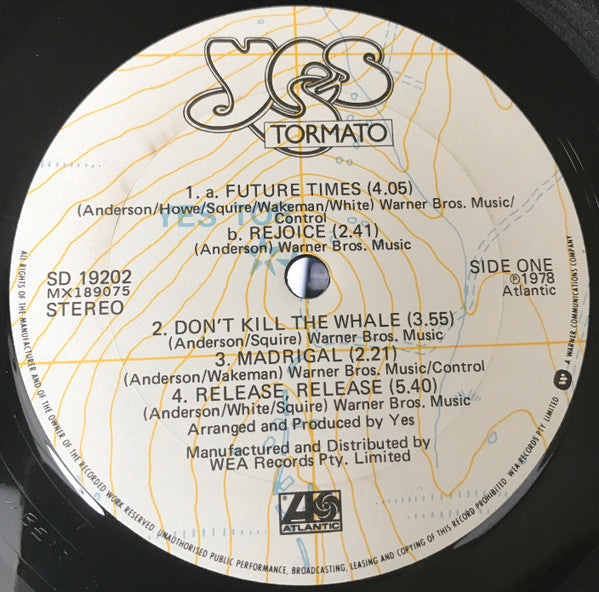 Yes
TORMATO
1. a. FUTURE TIMES (4.05)
(Anderson/Howe/Squire/Wakeman/White) Warner Bros. Music/
Control
YES TOR
b. REJOICE (2.41)
(Anderson) Warner Bros. Music
SD 19202
MX189075
STEREO
SIDE ONE
℗1978
Atlantic
2. DON'T KILL THE WHALE (3.55)
(Anderson/Squire) Warner Bros. Music
3. MADRIGAL (2.21)
(Anderson/Wakeman) Warner Bros. Music/Control
4. RELEASE, RELEASE (5.40)
(Anderson/White/Squire) Warner Bros. Music
Arranged and Produced by Yes
Manufactured and Distributed by
WEA Records Pty. Limited
ATLANTIC
ALL RIGHTS OF THE MANUFACTURER AND OF THE OWNER OF THE RECORDED WORK RESERVED. UNAUTHORISED PUBLIC PERFORMANCE, BROADCASTING, LEASING AND COPYING OF THIS RECORD PROHIBITED. WEA RECORDS PTY. LIMITED
A WARNER COMMUNICATIONS COMPANY.